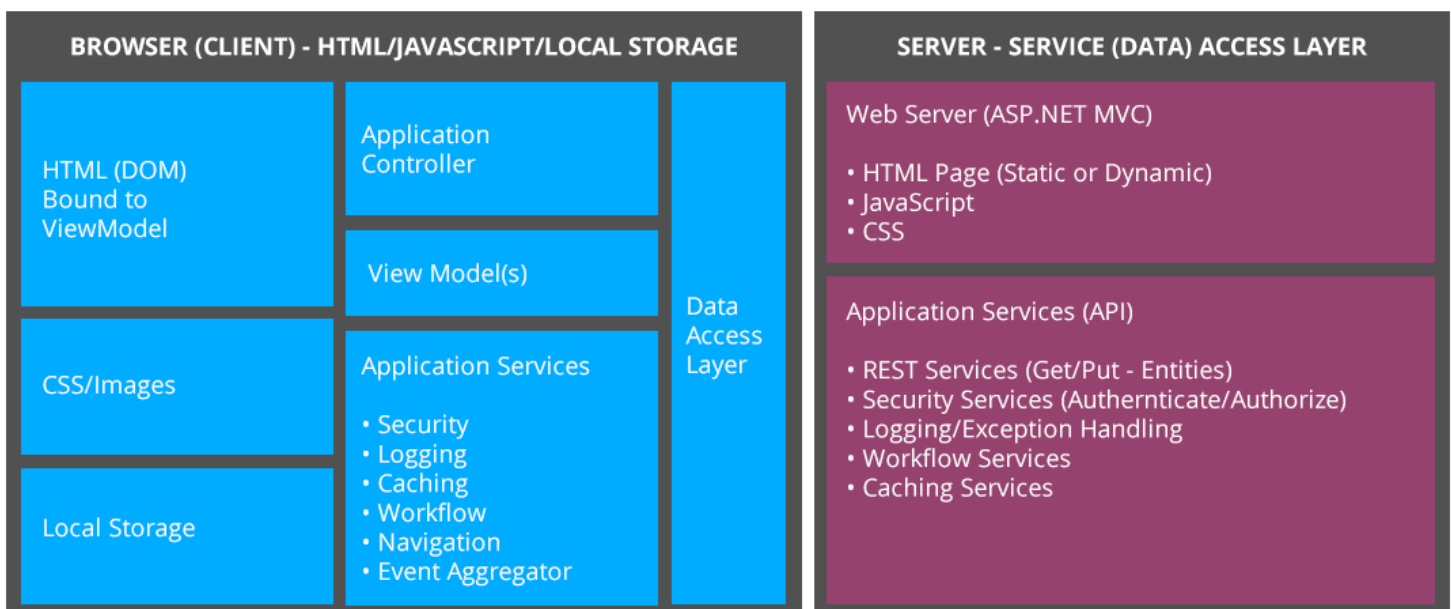 BROWSER (CLIENT) - HTML/JAVASCRIPT/LOCAL STORAGE
HTML (DOM)
Bound to
ViewModel
CSS/Images
Local Storage
Application
Controller
View Model(s)
Application Services
• Security
• Logging
• Caching
• Workflow
• Navigation
• Event Aggregator
Data
Access
Layer
SERVER - SERVICE (DATA) ACCESS LAYER
Web Server (ASP.NET MVC)
• HTML Page (Static or Dynamic)
• JavaScript
• CSS
Application Services (API)
• REST Services (Get/Put - Entities)
• Security Services (Authernticate/Authorize)
• Logging/Exception Handling
• Workflow Services
• Caching Services